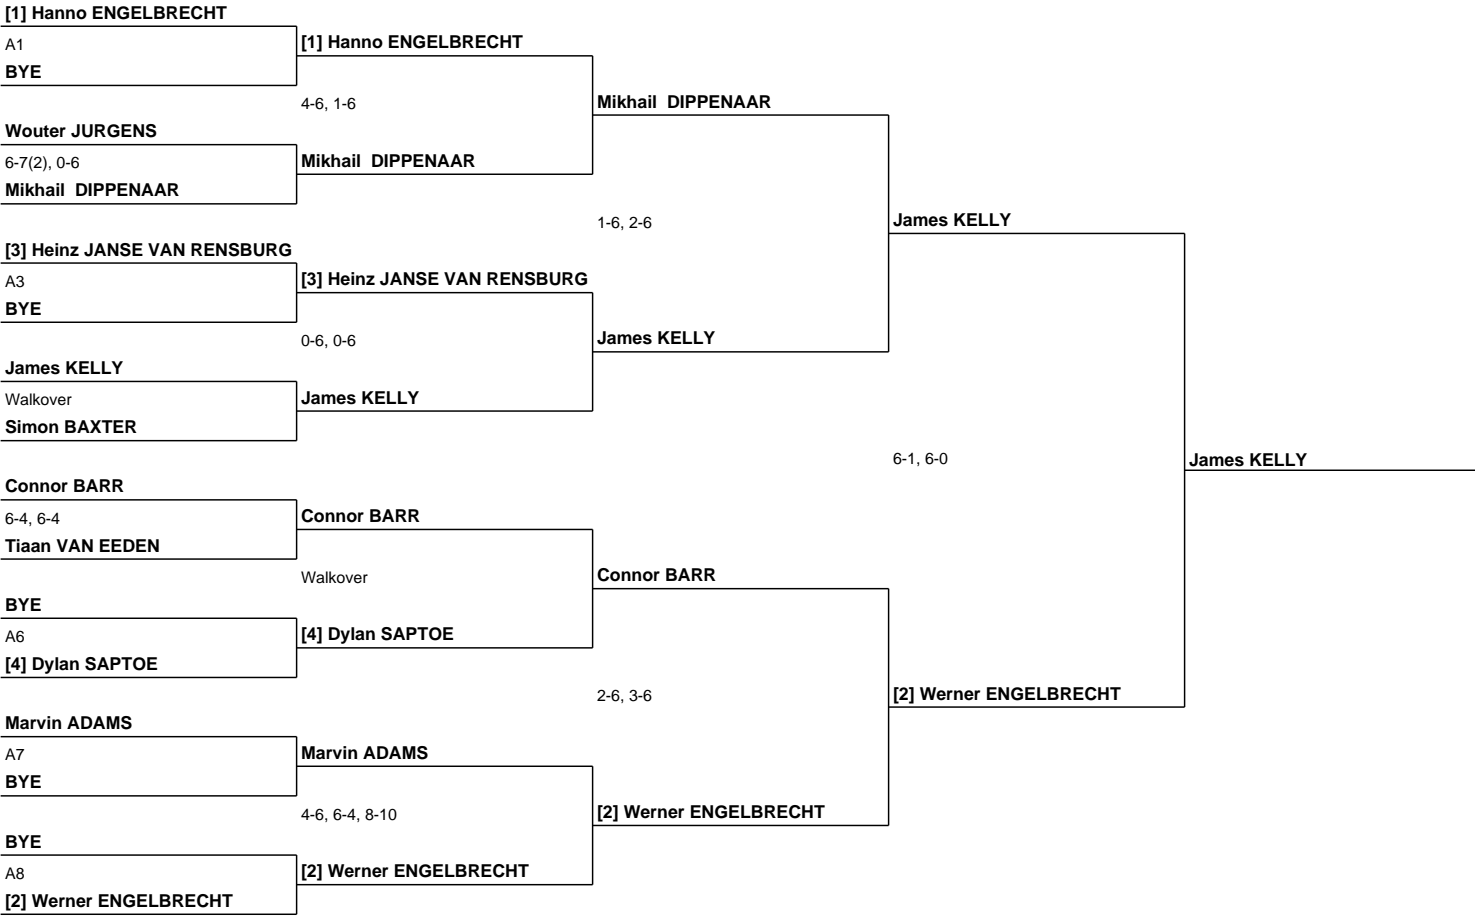 [1] Hanno ENGELBRECHT
A1
BYE
Wouter JURGENS
6-7(2), 0-6
Mikhail  DIPPENAAR
[3] Heinz JANSE VAN RENSBURG
A3
BYE
James KELLY
Walkover
Simon BAXTER
Connor BARR
6-4, 6-4
Tiaan VAN EEDEN
BYE
A6
[4] Dylan SAPTOE
Marvin ADAMS
A7
BYE
BYE
A8
[2] Werner ENGELBRECHT
[1] Hanno ENGELBRECHT
4-6, 1-6
Mikhail  DIPPENAAR
[3] Heinz JANSE VAN RENSBURG
0-6, 0-6
James KELLY
Connor BARR
Walkover
[4] Dylan SAPTOE
Marvin ADAMS
4-6, 6-4, 8-10
[2] Werner ENGELBRECHT
Mikhail  DIPPENAAR
1-6, 2-6
James KELLY
Connor BARR
2-6, 3-6
[2] Werner ENGELBRECHT
James KELLY
6-1, 6-0
[2] Werner ENGELBRECHT
James KELLY